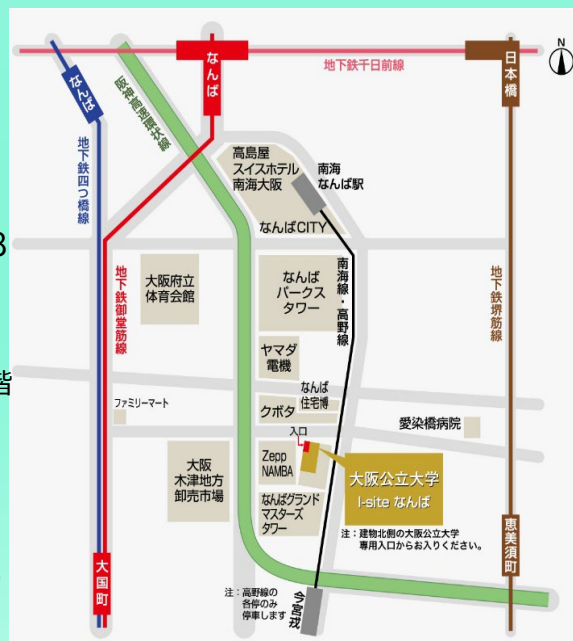 N
なんば
なんば
日本橋
地下鉄千日前線
阪神高速環状線
地下鉄四つ橋線
高島屋
スイスホテル
南海大阪
南海
なんば駅
なんばCITY
大阪府立
体育会館
なんば
パークス
タワー
南海線・高野線
地下鉄堺筋線
地下鉄御堂筋線
ヤマダ
電機
3
階
ファミリーマート
クボタ
なんば
住宅博
愛染橋病院
入口
大阪
木津地方
卸売市場
Zepp
NAMBA
大阪公立大学
I-site なんば
なんばグランド
マスターズ
タワー
注：建物北側の大阪公立大学
専用入口からお入りください。
大国町
恵美須町
注：高野線の
各停のみ
停車します
今宮戎